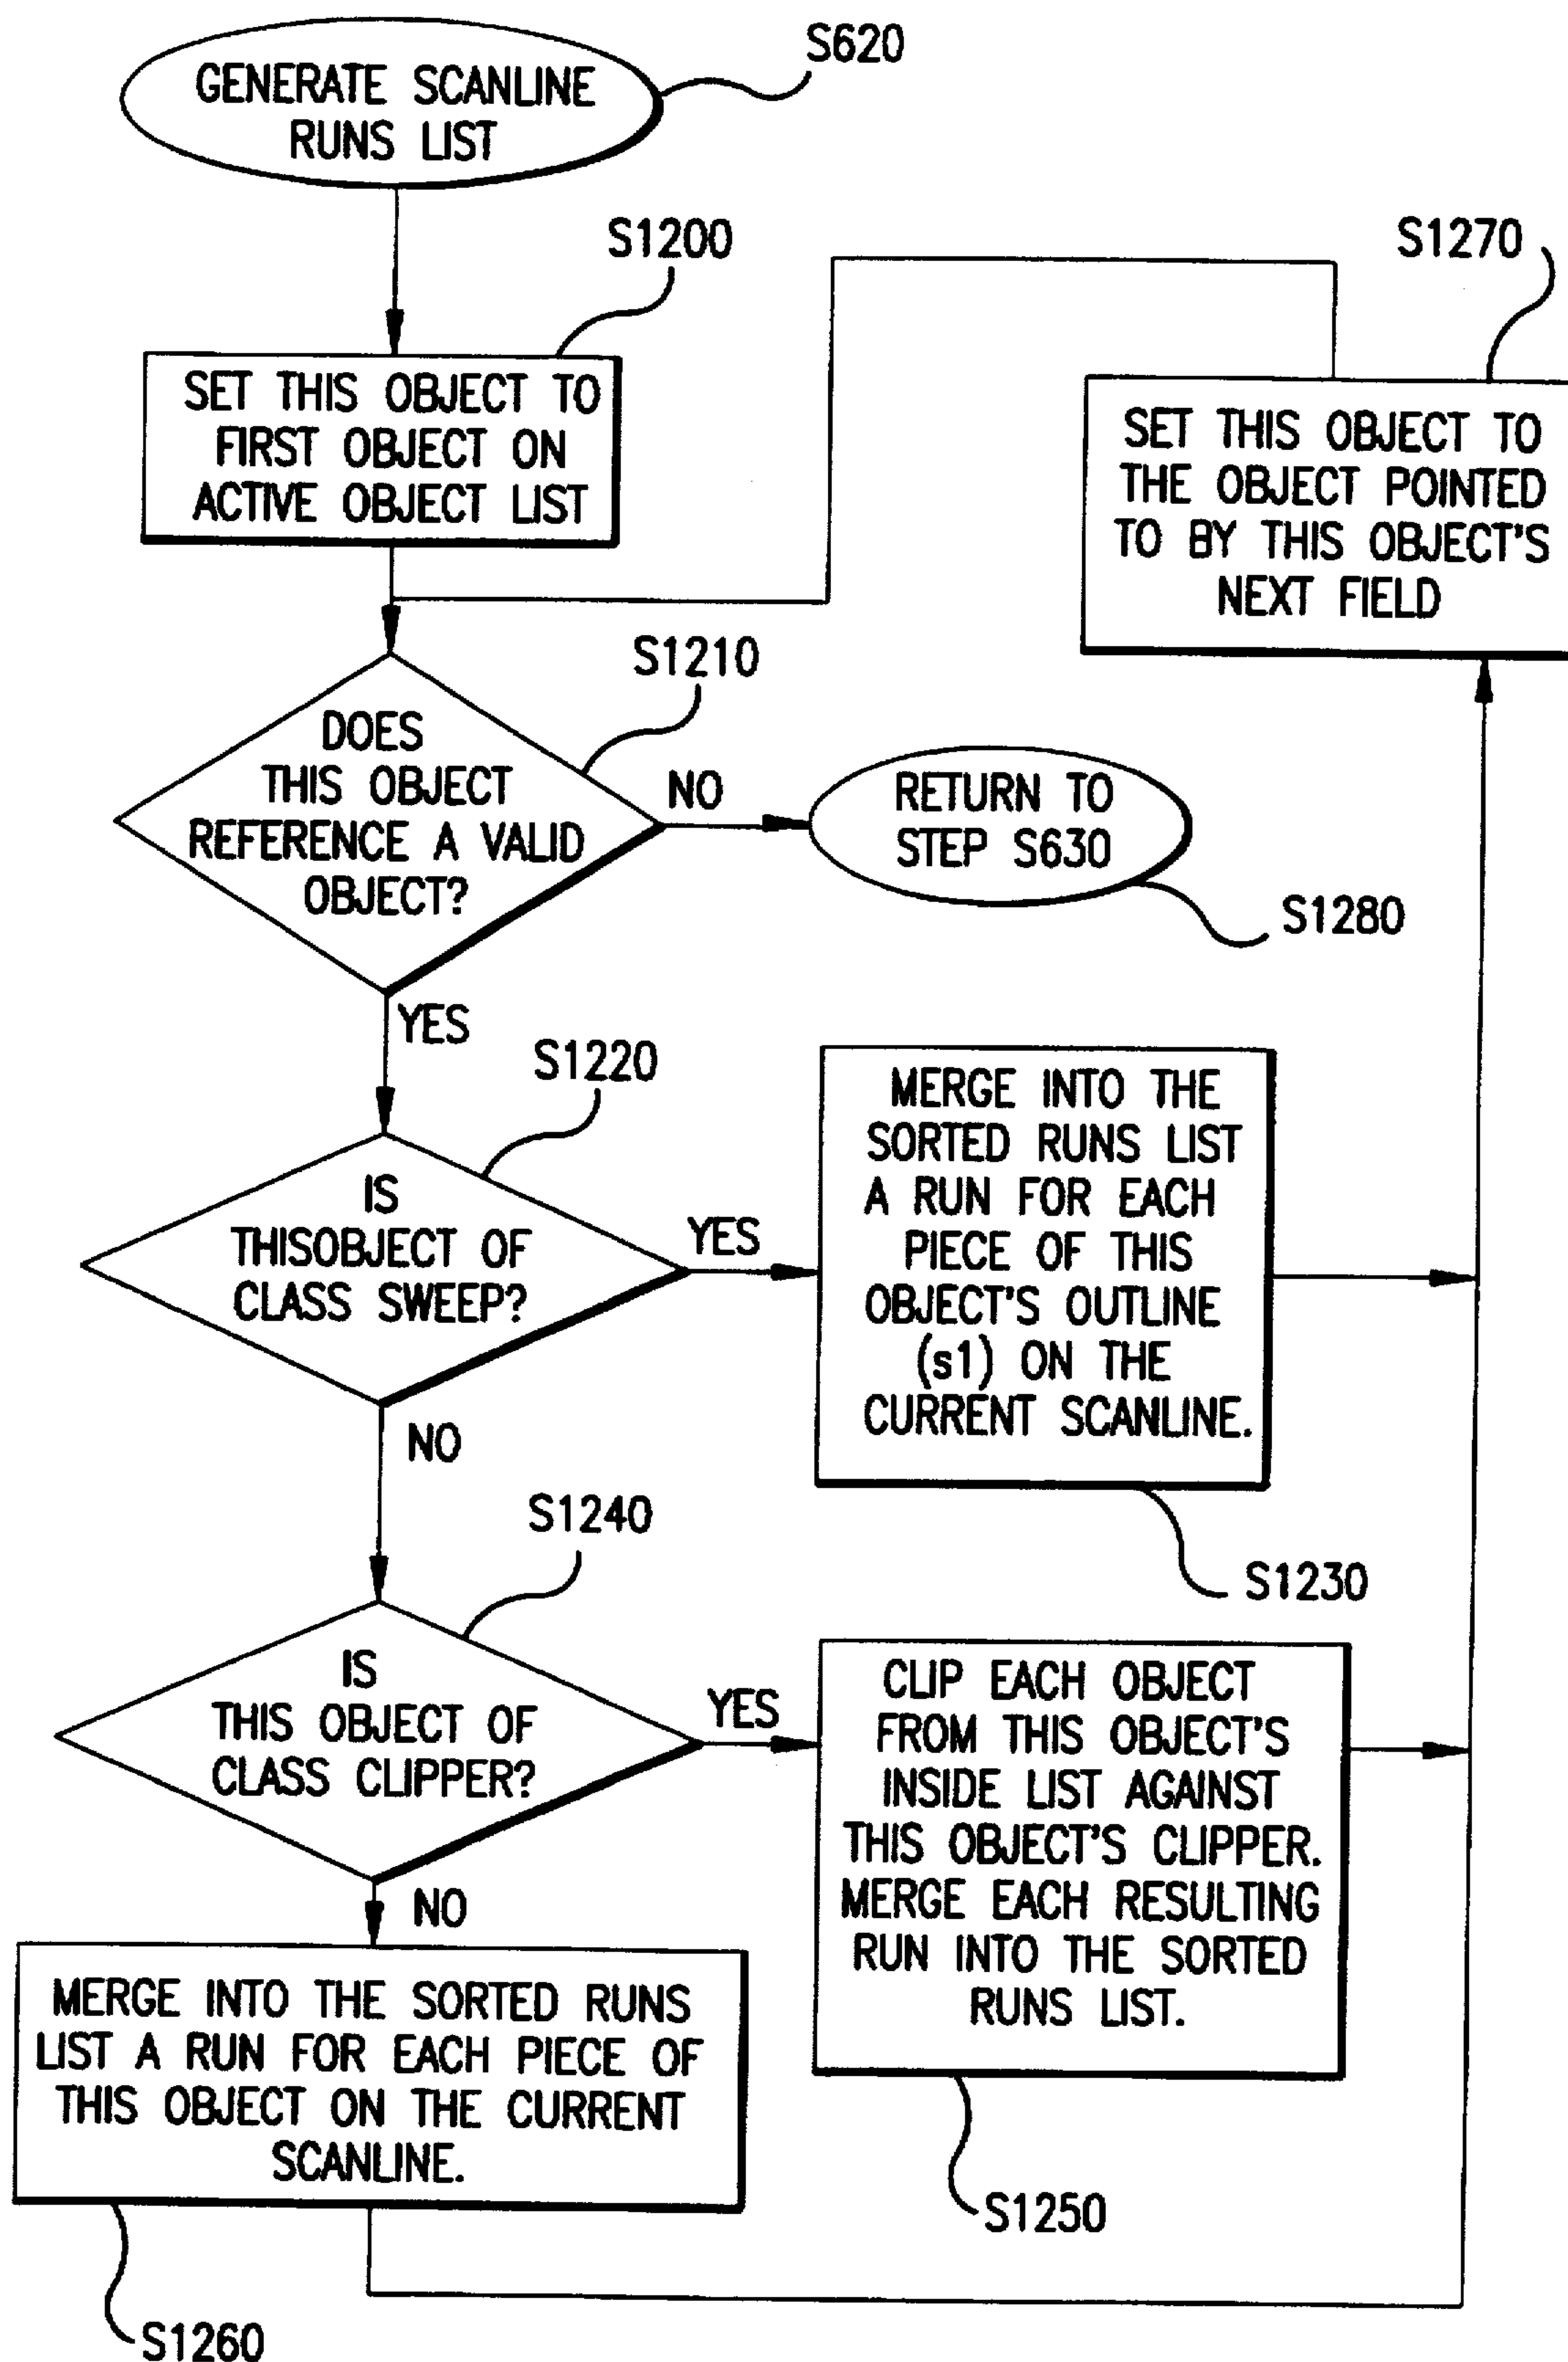 GENERATE SCANLINE
RUNS LIST
S620
S1200
SET THIS OBJECT TO
FIRST OBJECT ON
ACTIVE OBJECT LIST
S1270
SET THIS OBJECT TO
THE OBJECT POINTED
TO BY THIS OBJECT'S
NEXT FIELD
S1210
DOES
THIS OBJECT
REFERENCE A VALID
OBJECT?
NO
RETURN TO
STEP S630
S1280
YES
S1220
IS
THISOBJECT OF
CLASS SWEEP?
YES
MERGE INTO THE
SORTED RUNS LIST
A RUN FOR EACH
PIECE OF THIS
OBJECT'S OUTLINE
(s1) ON THE
CURRENT SCANLINE.
S1230
NO
S1240
IS
THIS OBJECT OF
CLASS CLIPPER?
YES
CLIP EACH OBJECT
FROM THIS OBJECT'S
INSIDE LIST AGAINST
THIS OBJECT'S CLIPPER.
MERGE EACH RESULTING
RUN INTO THE SORTED
RUNS LIST.
S1250
NO
MERGE INTO THE SORTED RUNS
LIST A RUN FOR EACH PIECE OF
THIS OBJECT ON THE CURRENT
SCANLINE.
S1260